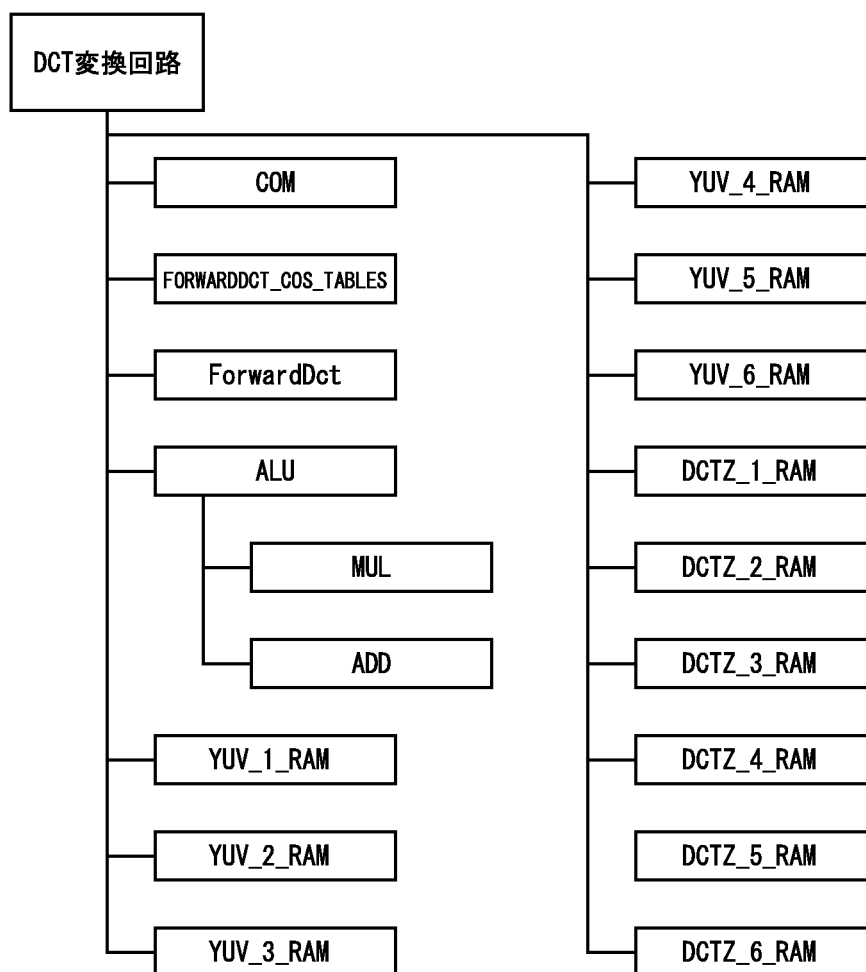 DCT変換回路
COM
FORWARDDCT_COS_TABLES
ForwardDct
ALU
MUL
ADD
YUV_1_RAM
YUV_2_RAM
YUV_3_RAM
YUV_4_RAM
YUV_5_RAM
YUV_6_RAM
DCTZ_1_RAM
DCTZ_2_RAM
DCTZ_3_RAM
DCTZ_4_RAM
DCTZ_5_RAM
DCTZ_6_RAM